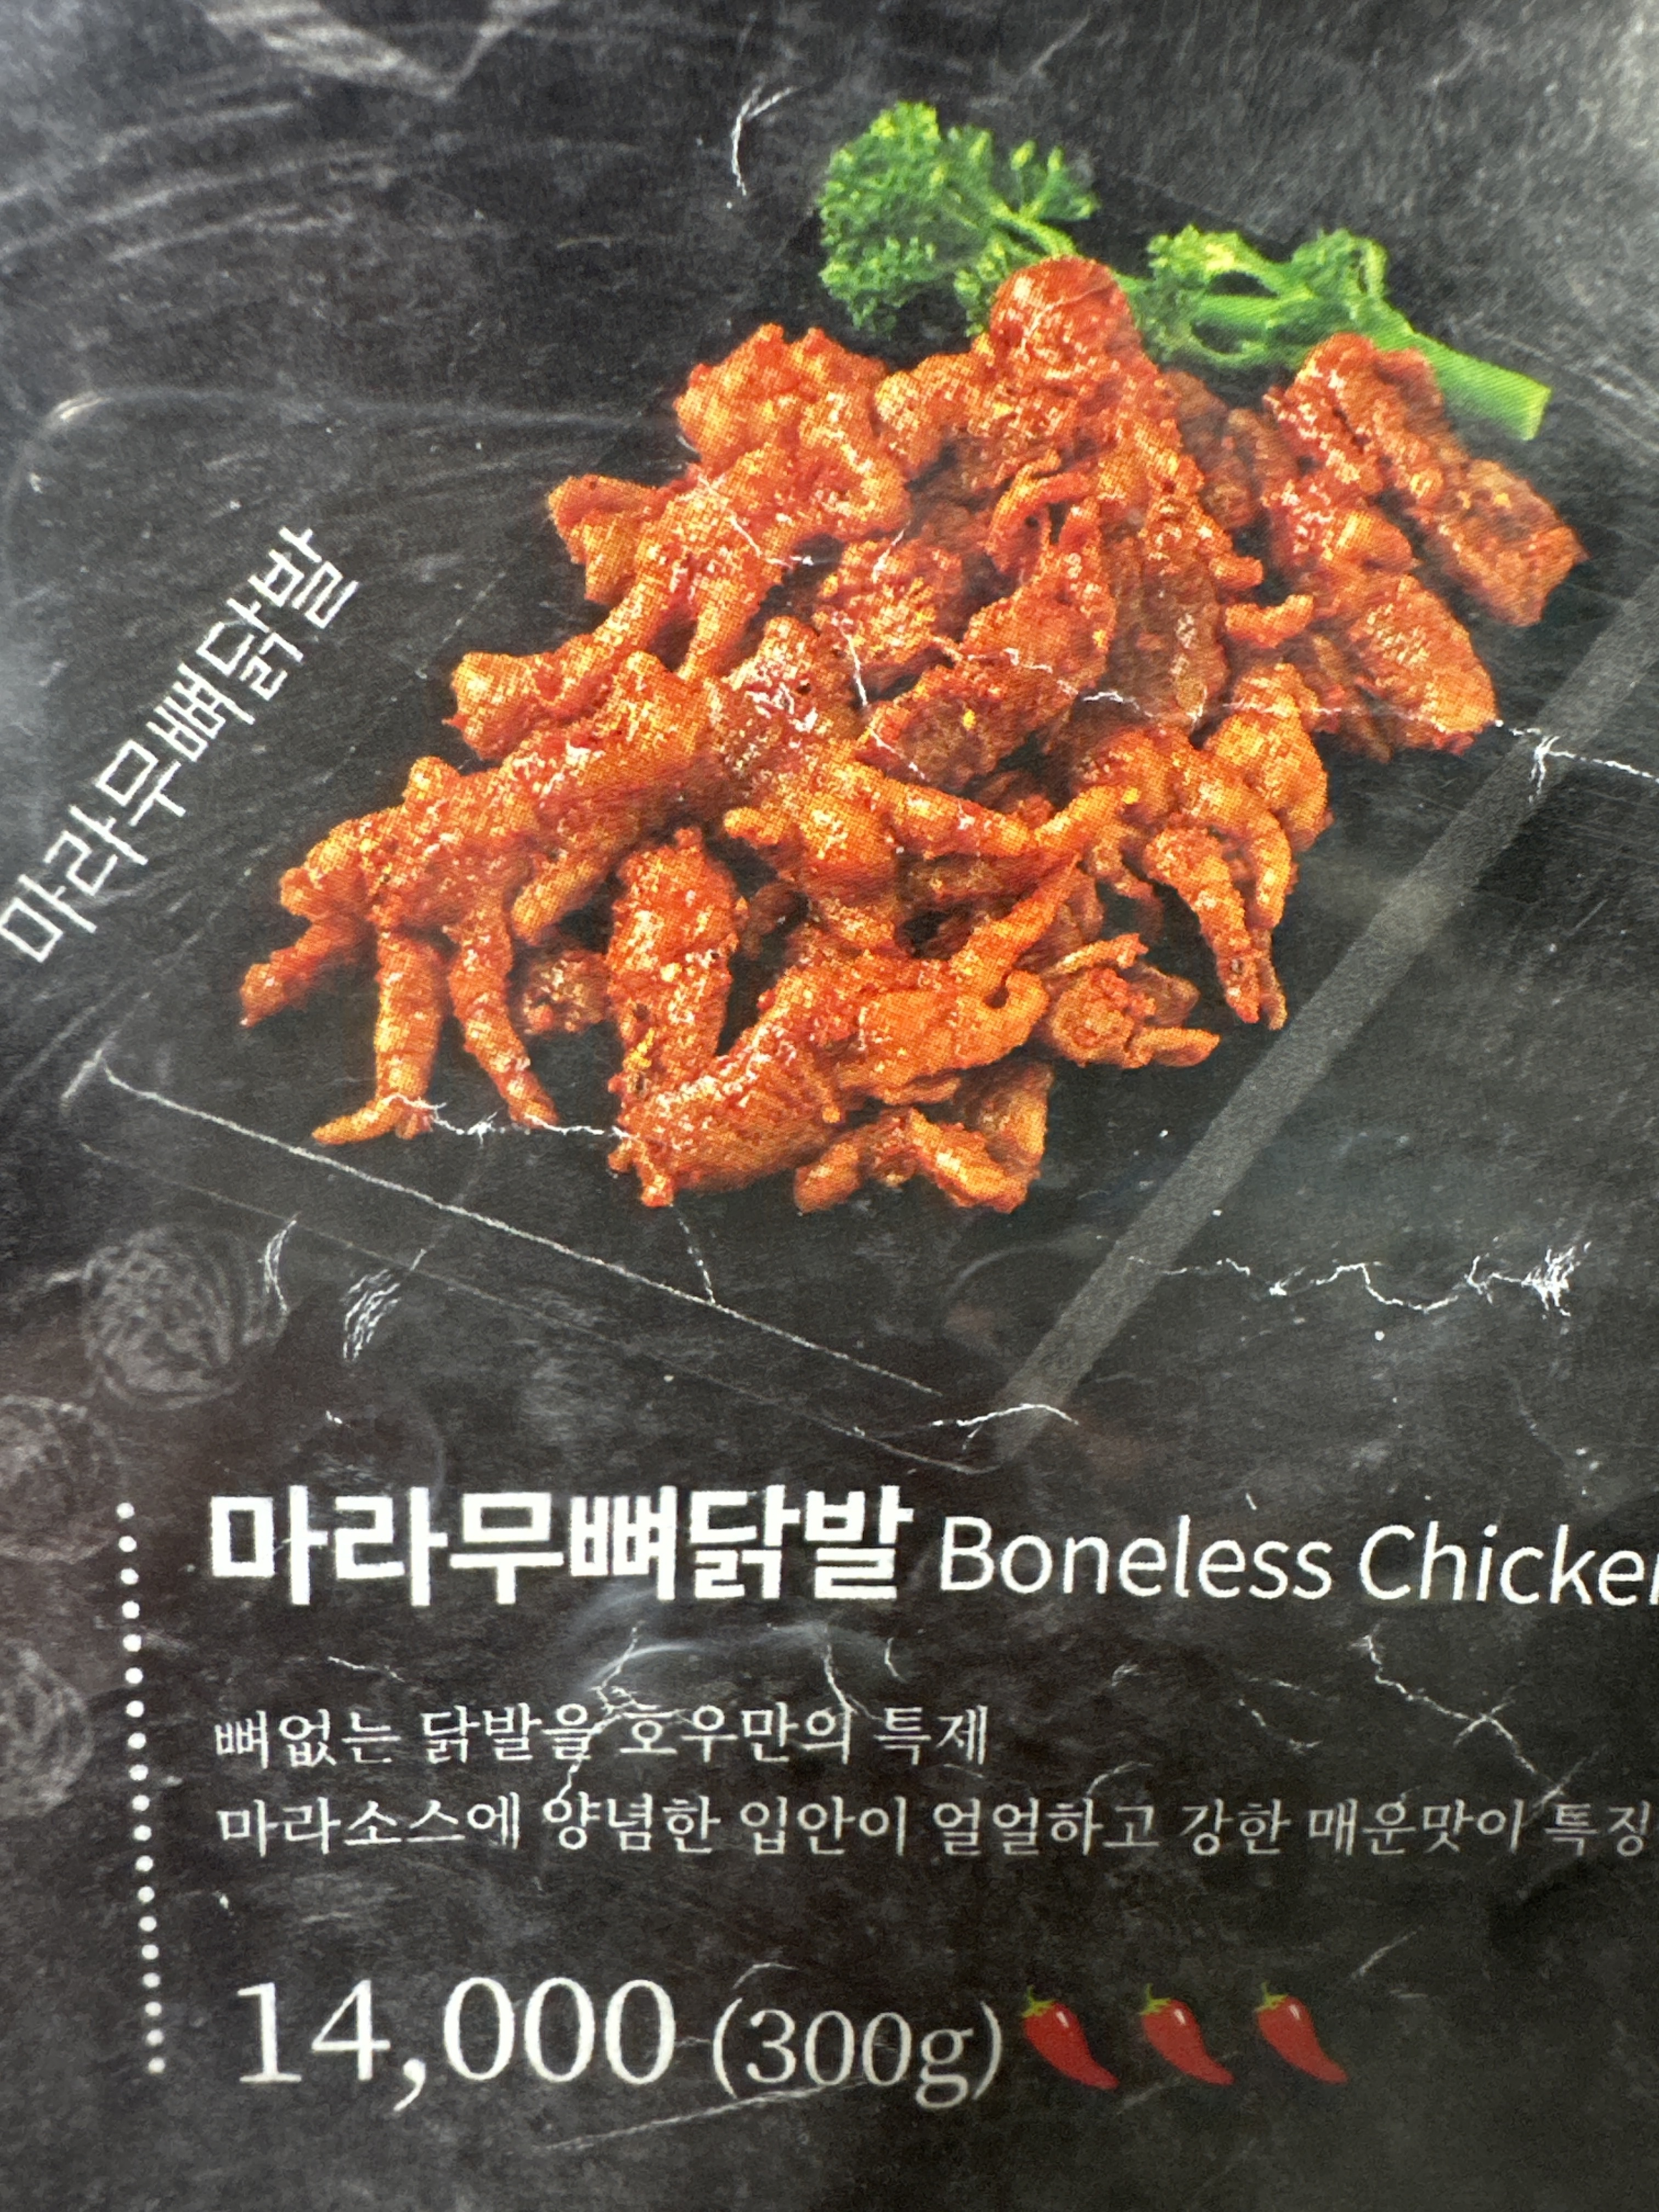 마라무뼈닭발
마라무뼈닭발 Boneless Chicken
뼈없는 닭발을 호우만의 특제
마라소스에 양념한 입안이 얼얼하고 강한 매운맛이 특징
14,000 (300g)